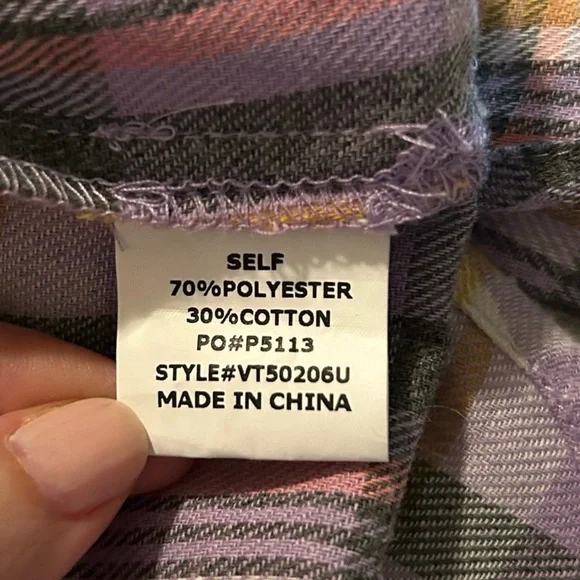 SELF
70%POLYESTER
30%COTTON
PO#P5113
STYLE#VT50206U
MADE IN CHINA